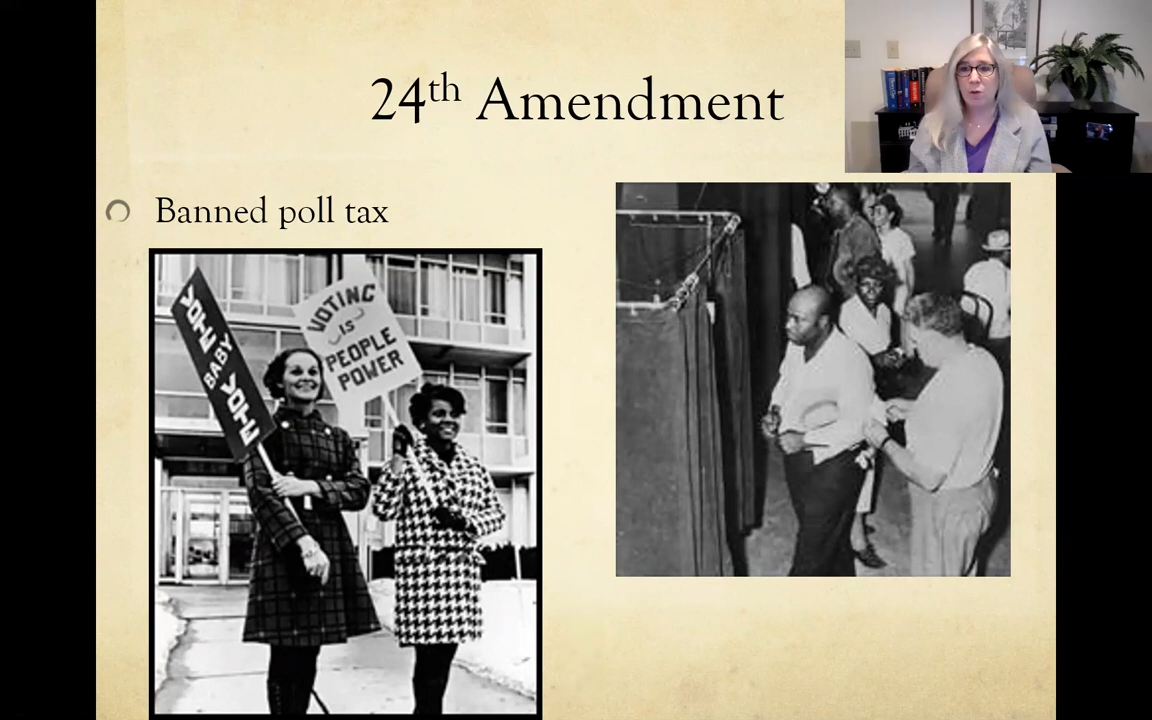 24th Amendment
Banned poll tax
VOTE
BABY
VOTE
VOTING
IS
PEOPLE
POWER